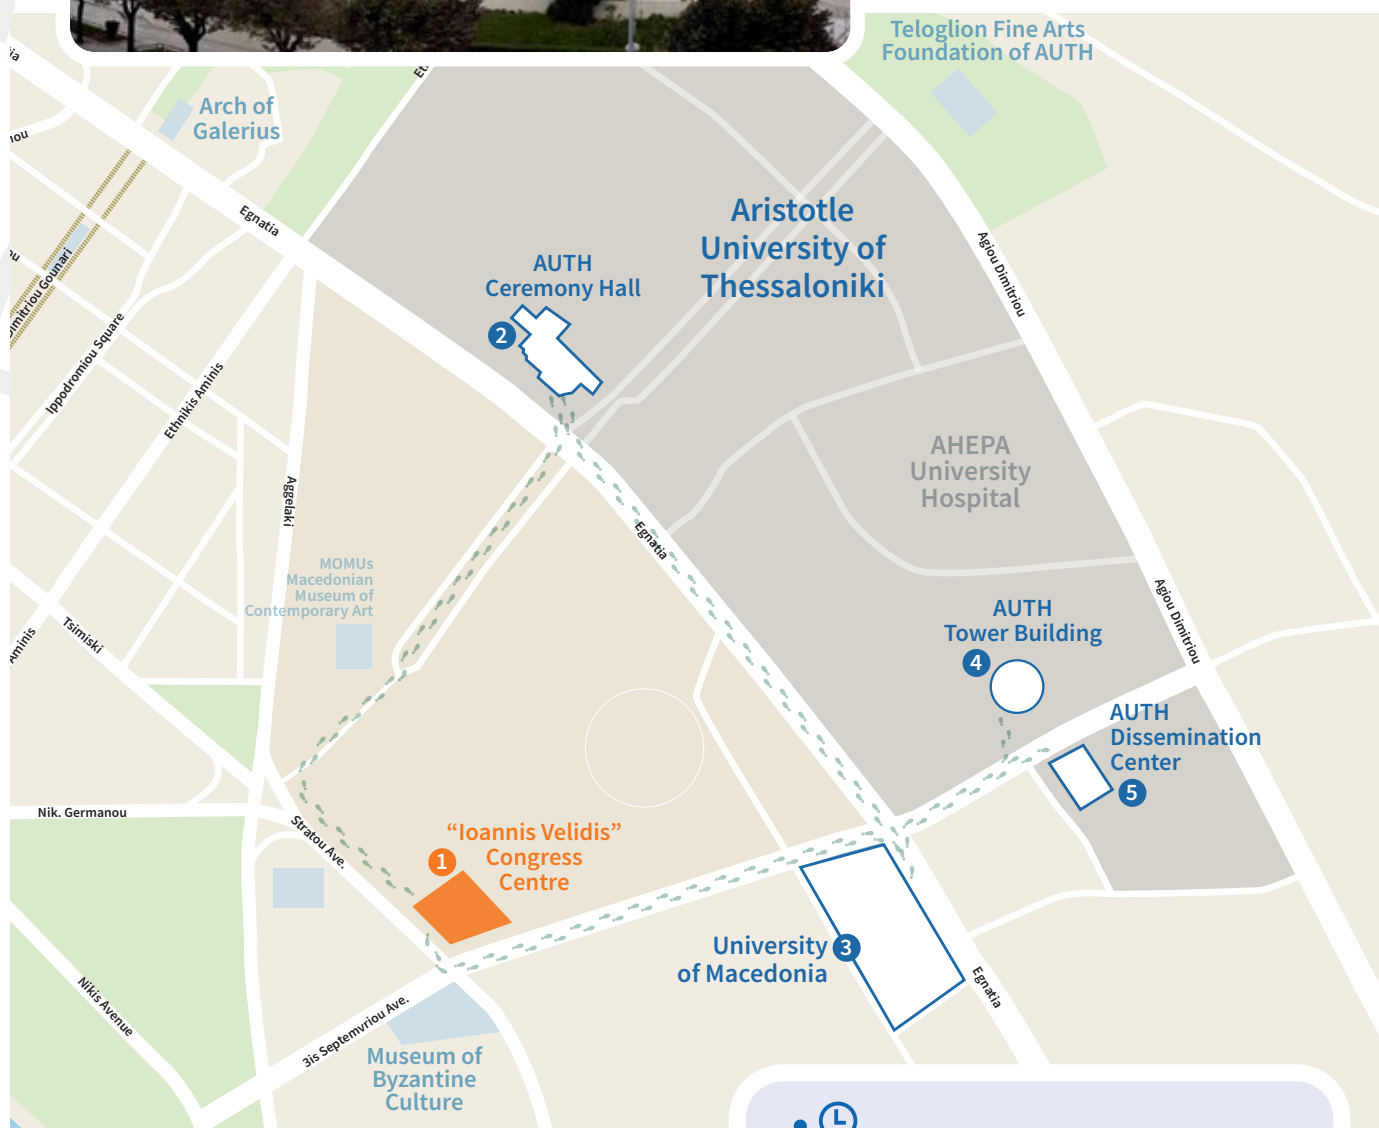 Teloglion Fine Arts
Foundation of AUTH
Arch of
Galerius
Egnatia
Agiou Dimitriou
Aristotle
University of
Thessaloniki
AUTH
Ceremony Hall
2
Dimitriou Gounari
Ippodromiou Square
Ethnikis Aminis
Aggelaki
AHEPA
University
Hospital
Egnatia
MOMUs
Macedonian
Museum of
Contemporary Art
Tsimiski
Aminis
Agiou Dimitriou
AUTH
Tower Building
4
AUTH
Dissemination
Center
5
Nik. Germanou
Stratou Ave.
“Ioannis Velidis”
Congress
Centre
1
University
of Macedonia
3
Egnatia
Nikis Avenue
3is Septemvriou Ave.
Museum of
Byzantine
Culture